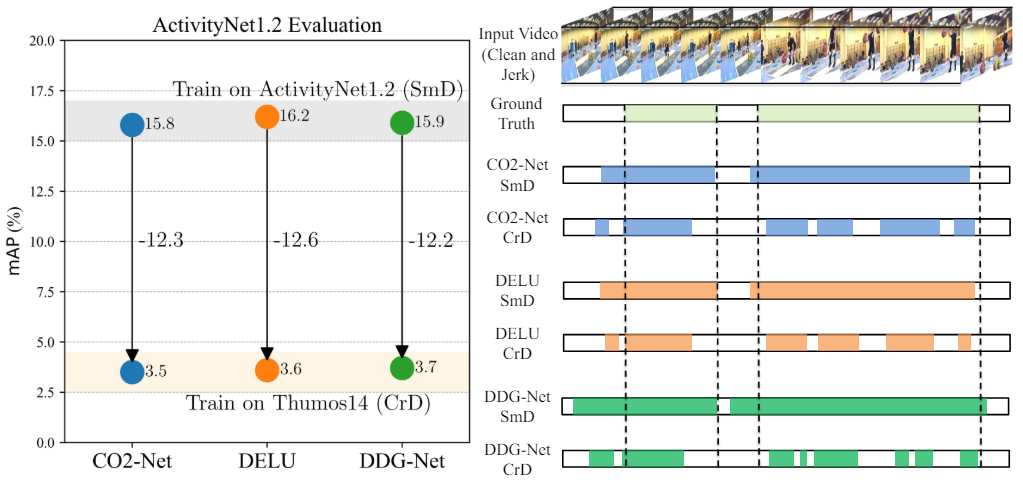 ActivityNet1.2 Evaluation
mAP (%)
20.0
17.5
15.0
12.5
10.0
7.5
5.0
2.5
0.0
Train on ActivityNet1.2 (SmD)
15.8
16.2
15.9
-12.3
-12.6
-12.2
3.5
3.6
3.7
Train on Thumos14 (CrD)
CO2-Net
DELU
DDG-Net
Input Video
(Clean and
Jerk)
Ground
Truth
CO2-Net
SmD
CO2-Net
CrD
DELU
SmD
DELU
CrD
DDG-Net
SmD
DDG-Net
CrD